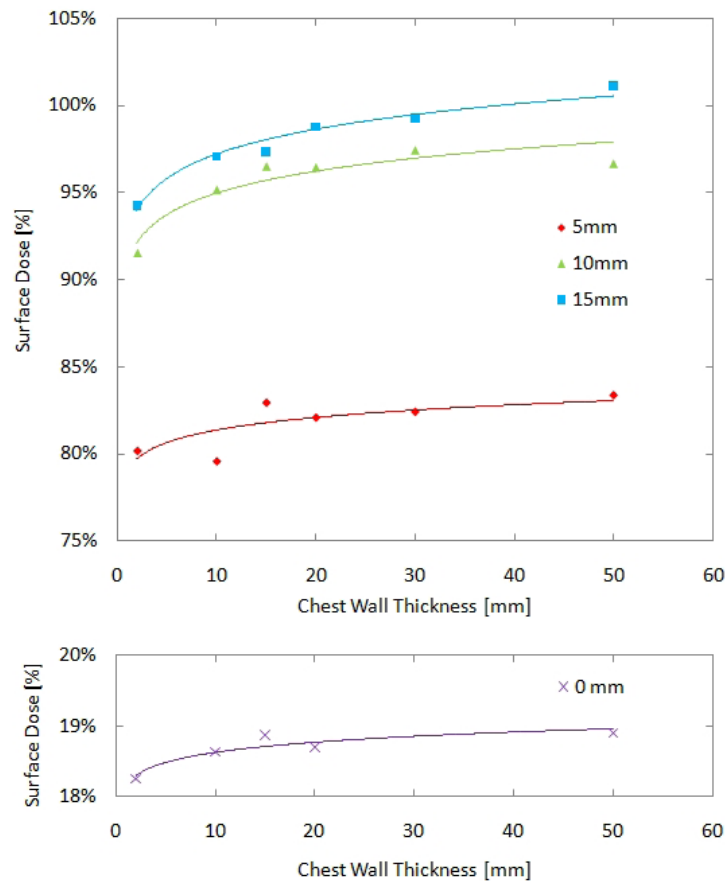 105%
100%
95%
90%
85%
80%
75%
Surface Dose [%]
5mm
10mm
15mm
0 10 20 30 40 50 60
Chest Wall Thickness [mm]
20%
19%
18%
Surface Dose [%]
0 mm
0 10 20 30 40 50 60
Chest Wall Thickness [mm]